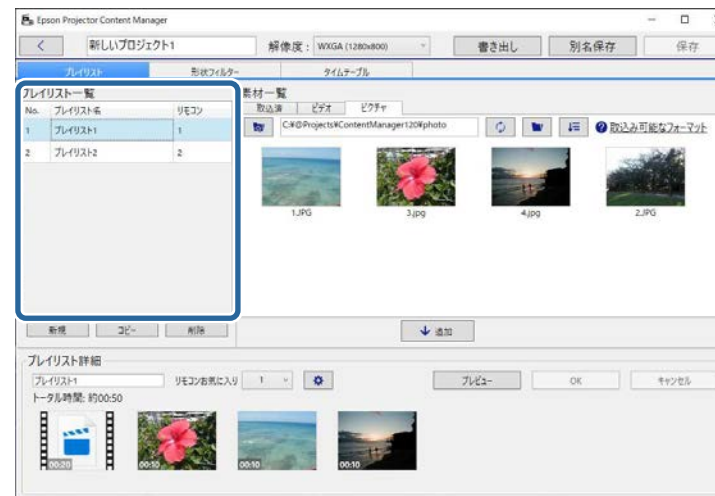 Epson Projector Content Manager
新しいプロジェクト1 解像度： WXGA (1280x800) 書き出し 別名保存 保存
プレイリスト 形状フィルター タイムテーブル
プレイリスト一覧 素材一覧
No. プレイリスト名 リモコン 取込済 ビデオ ピクチャ
1 プレイリスト1 1 C:¥@Projects¥ContentManager120¥photo 取込み可能なフォーマット
2 プレイリスト2 2
1.JPG 3.jpg 4.jpg 2.JPG
新規 コピー 削除 追加
プレイリスト詳細
プレイリスト1 リモコンお気に入り 1 プレビュー OK キャンセル
トータル時間: 約00:50
00:20 00:10 00:10 00:10